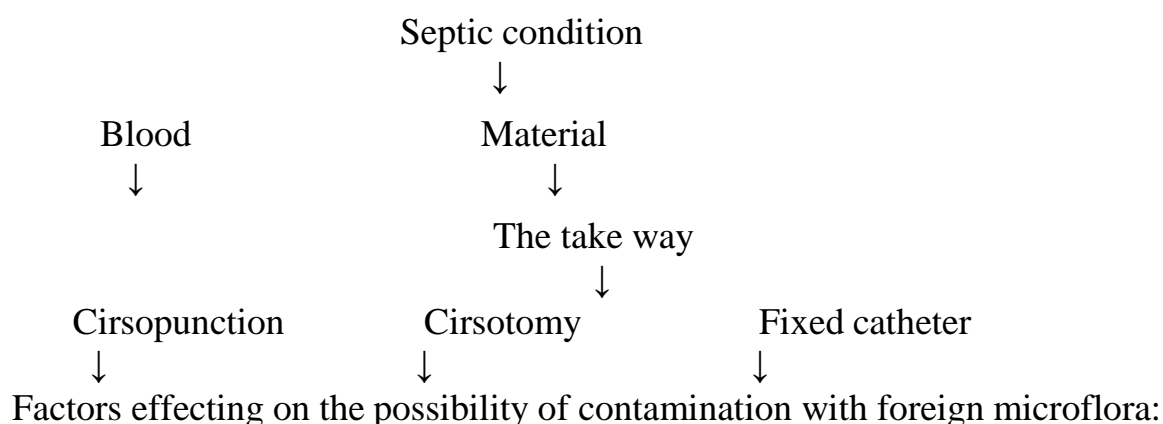 Septic condition
↓
Blood Material
↓ ↓
The take way
↓
Cirsopunction Cirsotomy Fixed catheter
↓ ↓ ↓
Factors effecting on the possibility of contamination with foreign microflora: